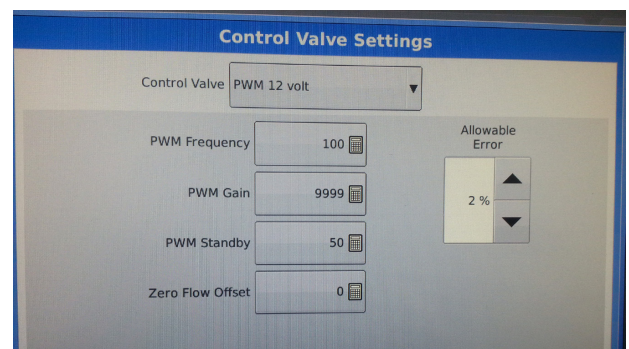 Control Valve Settings
Control Valve PWM 12 volt
PWM Frequency 100
Allowable
Error
PWM Gain 9999
2 %
PWM Standby 50
Zero Flow Offset 0